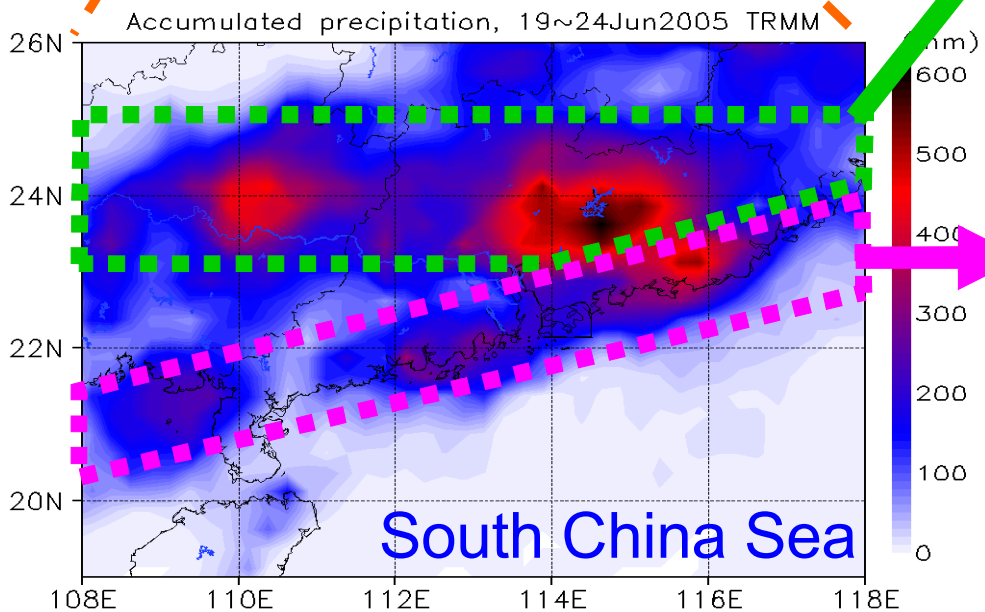 Accumulated precipitation, 19~24Jun2005 TRMM
26N
24N
22N
20N
108E 110E 112E 114E 116E 118E
South China Sea
600
500
400
300
200
100
0